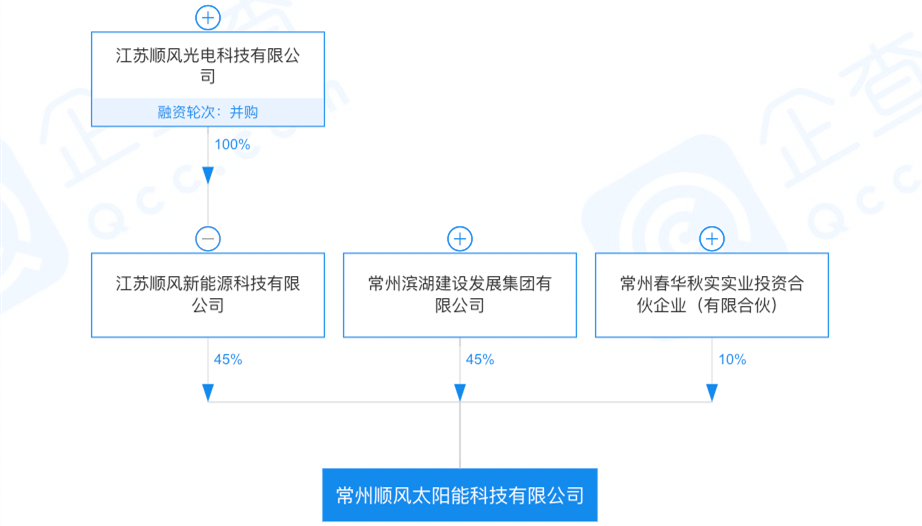 江苏顺风光电科技有限公
司
融资轮次：并购
100%
江苏顺风新能源科技有限
公司
常州滨湖建设发展集团有
限公司
常州春华秋实实业投资合
伙企业（有限合伙）
45%
45%
10%
常州顺风太阳能科技有限公司
企查
Qcc.com
企查
Qcc